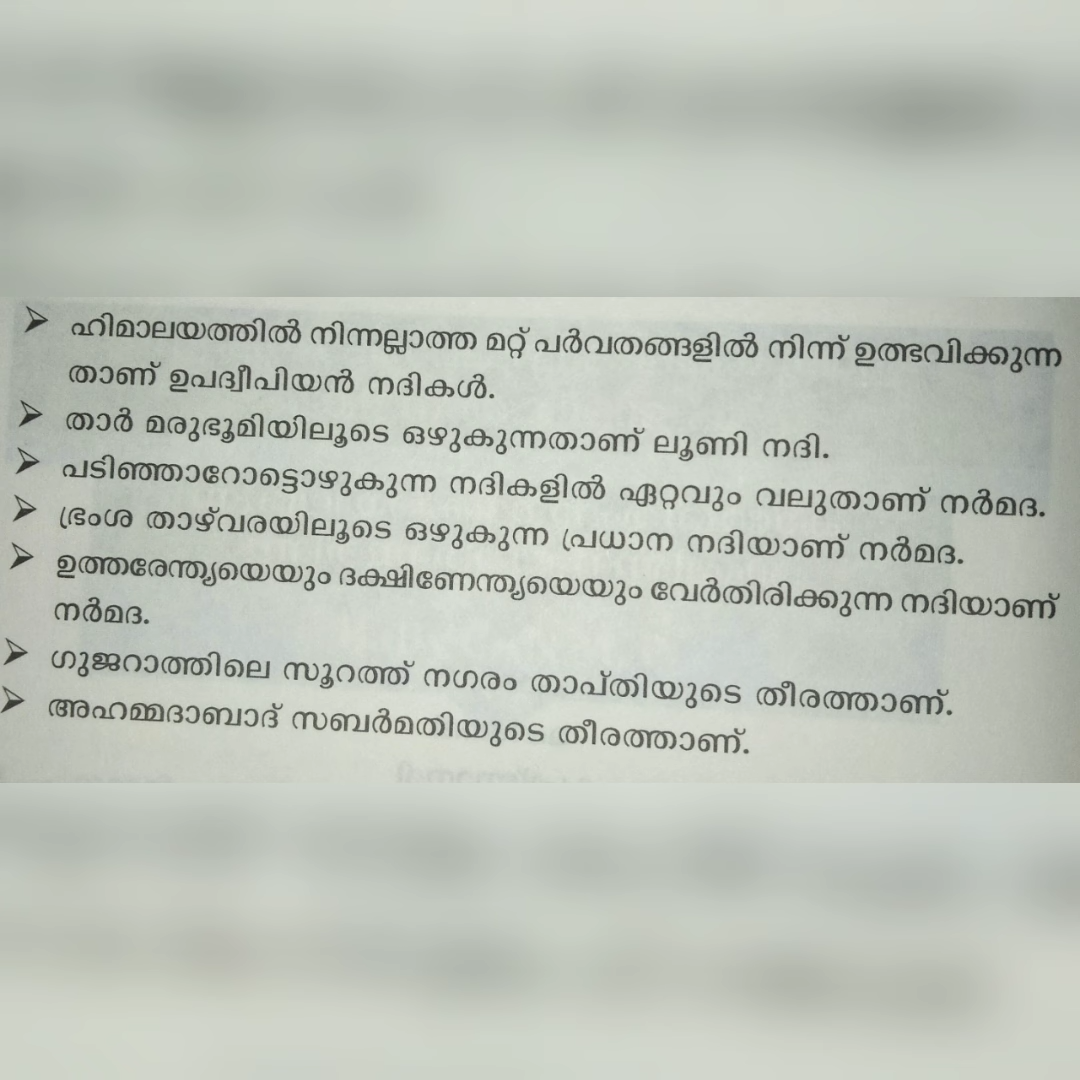 ➤ ഹിമാലയത്തിൽ നിന്നല്ലാത്ത മറ്റ് പർവതങ്ങളിൽ നിന്ന് ഉത്ഭവിക്കുന്ന
താണ് ഉപദ്വീപിയൻ നദികൾ.
➤ താർ മരുഭൂമിയിലൂടെ ഒഴുകുന്നതാണ് ലൂണി നദി.
➤ പടിഞ്ഞാറോട്ടൊഴുകുന്ന നദികളിൽ ഏറ്റവും വലുതാണ് നർമദ.
➤ ഭ്രംശ താഴ്‌വരയിലൂടെ ഒഴുകുന്ന പ്രധാന നദിയാണ് നർമദ.
➤ ഉത്തരേന്ത്യയെയും ദക്ഷിണേന്ത്യയെയും വേർതിരിക്കുന്ന നദിയാണ്
നർമദ.
➤ ഗുജറാത്തിലെ സൂറത്ത് നഗരം താപ്തിയുടെ തീരത്താണ്.
➤ അഹമ്മദാബാദ് സബർമതിയുടെ തീരത്താണ്.